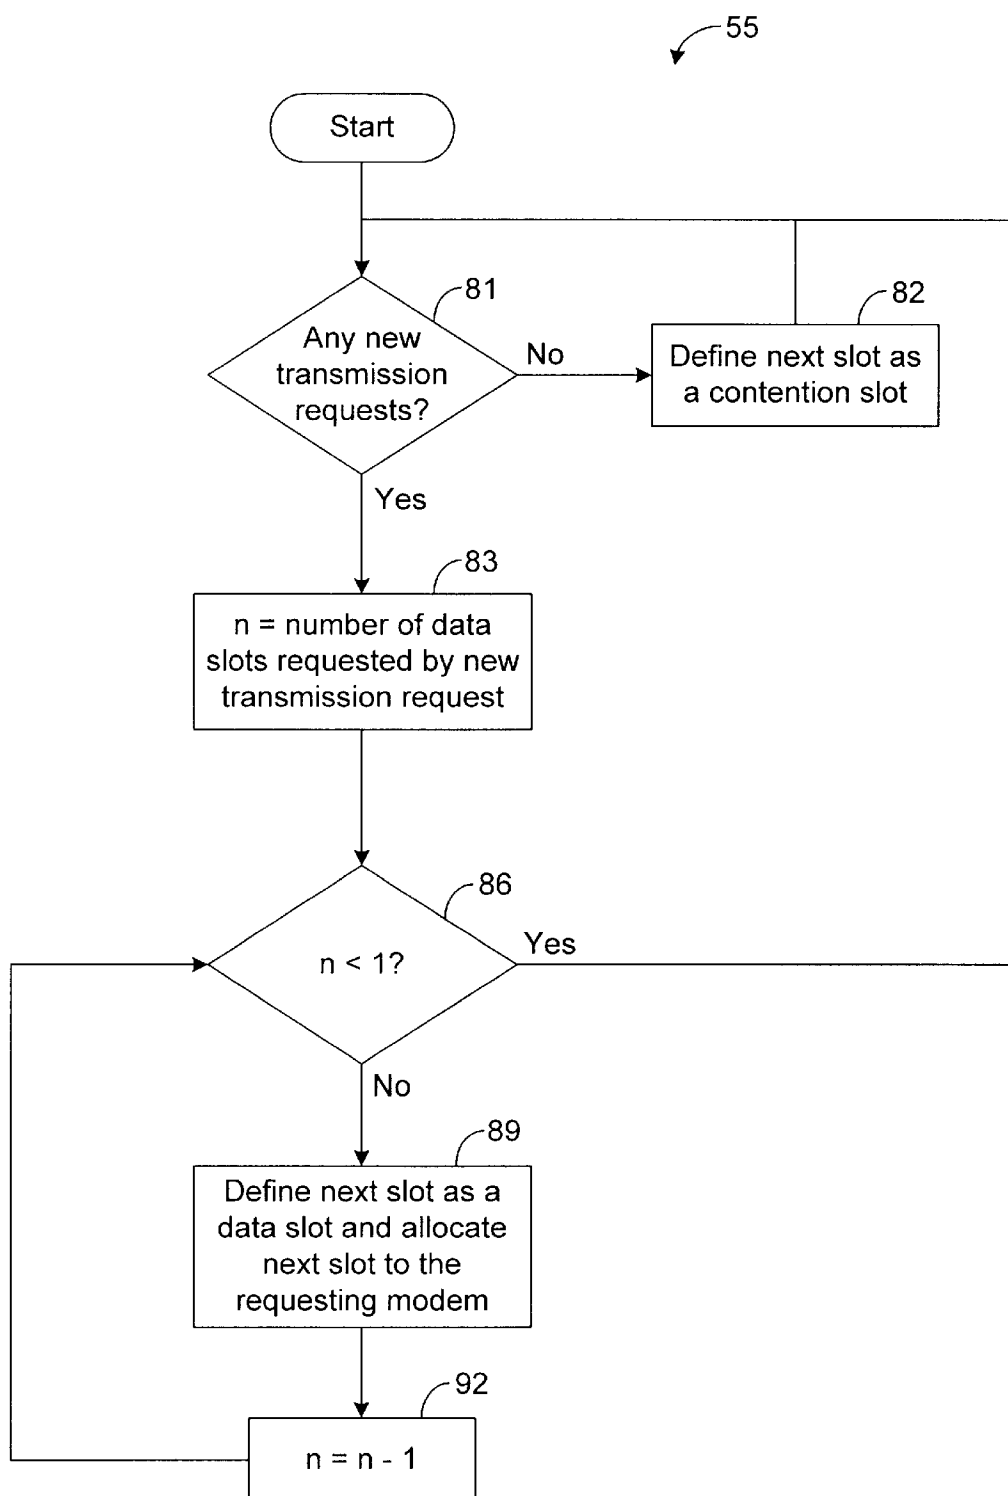 55
Start
81
Any new
transmission
requests?
No
82
Define next slot as
a contention slot
Yes
83
n = number of data
slots requested by new
transmission request
86
n < 1?
Yes
No
89
Define next slot as a
data slot and allocate
next slot to the
requesting modem
92
n = n - 1